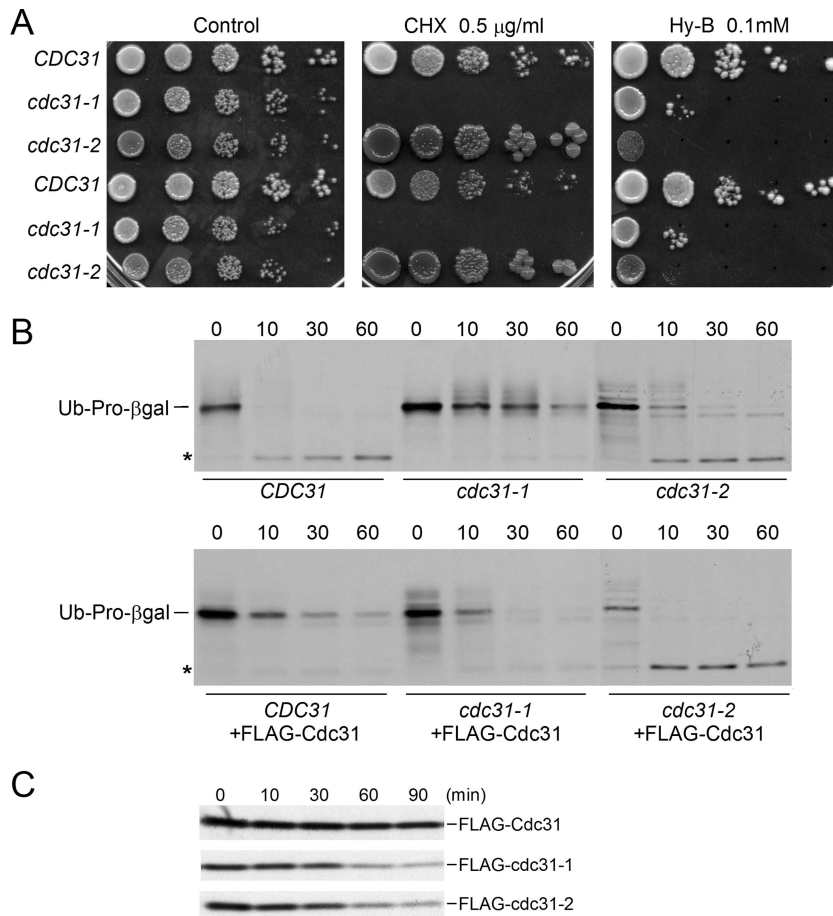 A
Control
CHX 0.5 μg/ml
Hy-B 0.1mM
CDC31
cdc31-1
cdc31-2
CDC31
cdc31-1
cdc31-2
B
0 10 30 60 0 10 30 60 0 10 30 60
Ub-Pro-βgal
*
CDC31 cdc31-1 cdc31-2
0 10 30 60 0 10 30 60 0 10 30 60
Ub-Pro-βgal
*
CDC31 cdc31-1 cdc31-2
+FLAG-Cdc31 +FLAG-Cdc31 +FLAG-Cdc31
C
0 10 30 60 90 (min)
FLAG-Cdc31
FLAG-cdc31-1
FLAG-cdc31-2